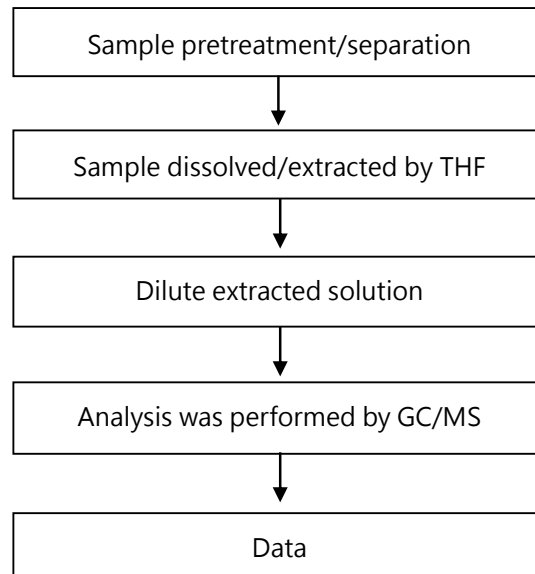 Sample pretreatment/separation
Sample dissolved/extracted by THF
Dilute extracted solution
Analysis was performed by GC/MS
Data